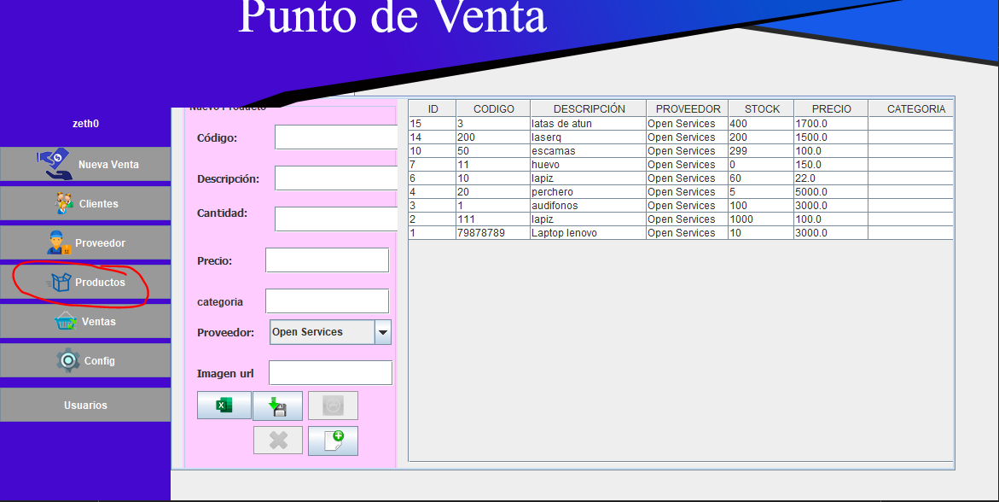 Punto de Venta
zeth0
Nueva Venta
Clientes
Proveedor
Productos
Ventas
Config
Usuarios
Nuevo Producto
Código:
Descripción:
Cantidad:
Precio:
categoria
Proveedor: Open Services
Imagen url
ID CODIGO DESCRIPCIÓN PROVEEDOR STOCK PRECIO CATEGORIA
15 3 latas de atun Open Services 400 1700.0
14 200 laserq Open Services 200 1500.0
10 50 escamas Open Services 299 100.0
7 11 huevo Open Services 0 150.0
6 10 lapiz Open Services 60 22.0
4 20 perchero Open Services 5 5000.0
3 1 audifonos Open Services 100 3000.0
2 111 lapiz Open Services 1000 100.0
1 79878789 Laptop lenovo Open Services 10 3000.0